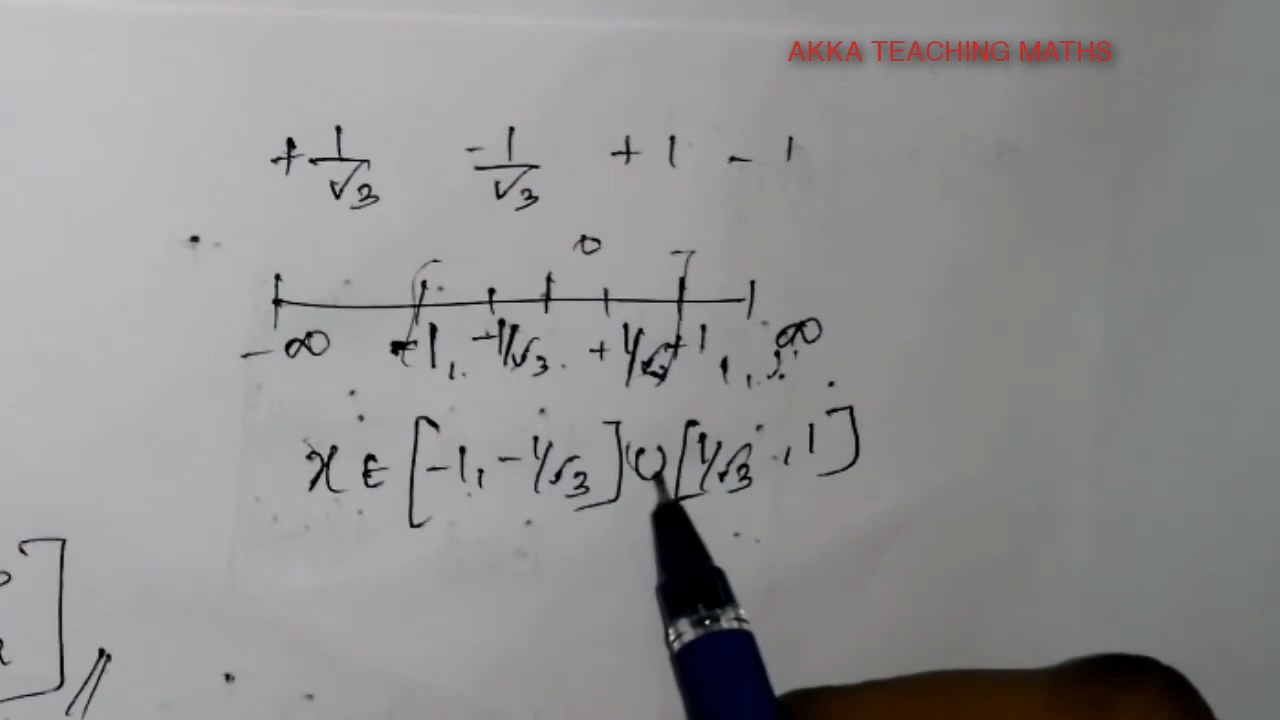 AKKA TEACHING MATHS
+1/√3 -1/√3 +1 -1
0
-∞ -1, -1/√3 +1/√3 +1 ∞
x ∈ [-1, -1/√3] ∪ [1/√3, 1]